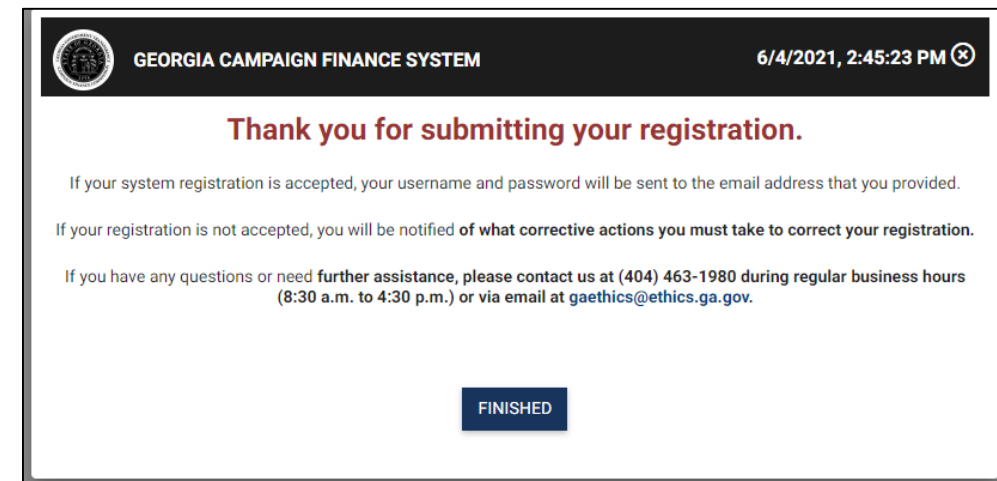 GEORGIA CAMPAIGN FINANCE SYSTEM
6/4/2021, 2:45:23 PM
Thank you for submitting your registration.
If your system registration is accepted, your username and password will be sent to the email address that you provided.
If your registration is not accepted, you will be notified of what corrective actions you must take to correct your registration.
If you have any questions or need further assistance, please contact us at (404) 463-1980 during regular business hours
(8:30 a.m. to 4:30 p.m.) or via email at gaethics@ethics.ga.gov.
FINISHED